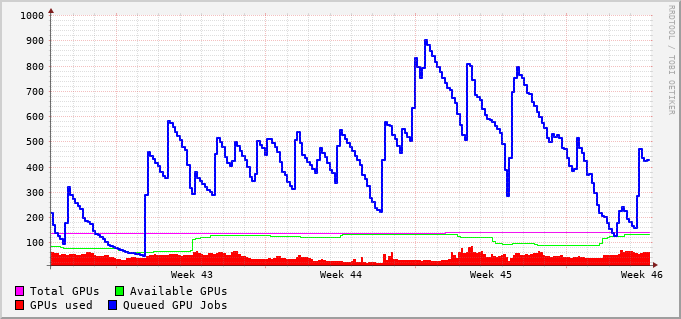 1000
900
800
700
600
500
400
300
200
100
Week 43 Week 44 Week 45 Week 46
Total GPUs Available GPUs
GPUs used Queued GPU Jobs
RRDTOOL / TOBI OETIKER